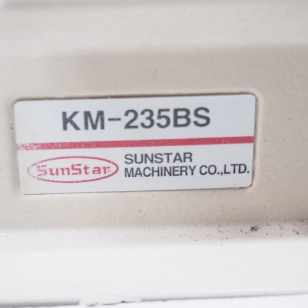 KM-235BS
SunStar
SUNSTAR
MACHINERY CO.,LTD.